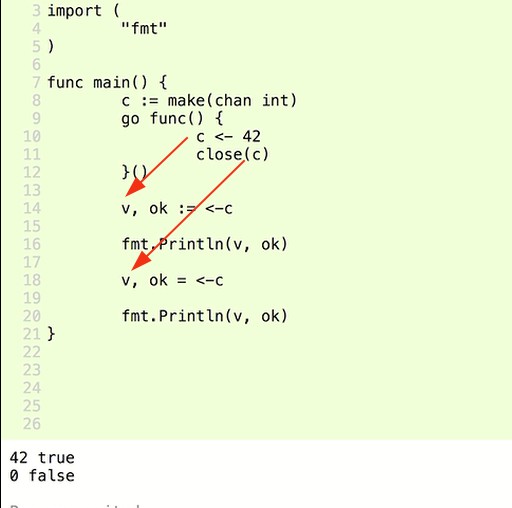 3 import (
4 "fmt"
5 )
6
7 func main() {
8 c := make(chan int)
9 go func() {
10 c <- 42
11 close(c)
12 }()
13
14 v, ok := <-c
15
16 fmt.Println(v, ok)
17
18 v, ok = <-c
19
20 fmt.Println(v, ok)
21 }
22
23
24
25
26
42 true
0 false